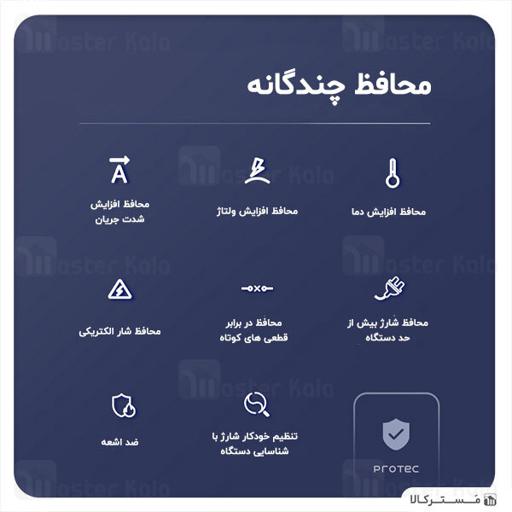 محافظ چندگانه
محافظ افزایش دما
محافظ افزایش ولتاژ
محافظ افزایش
شدت جریان
محافظ شارژ بیش از
حد دستگاه
محافظ در برابر
قطعی های کوتاه
محافظ شار الکتریکی
PROTEC
تنظیم خودکار شارژ با
شناسایی دستگاه
ضد اشعه
مَسترکالا
Master Kala